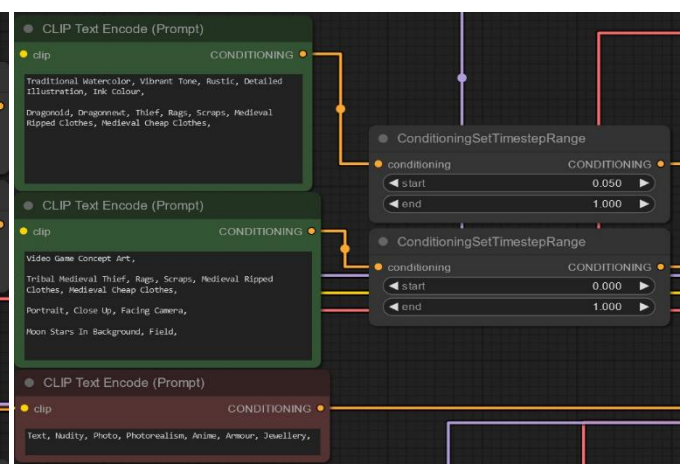 CLIP Text Encode (Prompt)
clip
CONDITIONING
Traditional Watercolor, Vibrant Tone, Rustic, Detailed
Illustration, Ink Colour,
Dragonoid, Dragonnewt, Thief, Rags, Scraps, Medieval
Ripped Clothes, Medieval Cheap Clothes,
ConditioningSetTimestepRange
conditioning
CONDITIONING
start
0.050
end
1.000
CLIP Text Encode (Prompt)
clip
CONDITIONING
Video Game Concept Art,
Tribal Medieval Thief, Rags, Scraps, Medieval Ripped
Clothes, Medieval Cheap Clothes,
Portrait, Close Up, Facing Camera,
Moon Stars In Background, Field,
ConditioningSetTimestepRange
conditioning
CONDITIONING
start
0.000
end
1.000
CLIP Text Encode (Prompt)
clip
CONDITIONING
Text, Nudity, Photo, Photorealism, Anime, Armour, Jewellery,